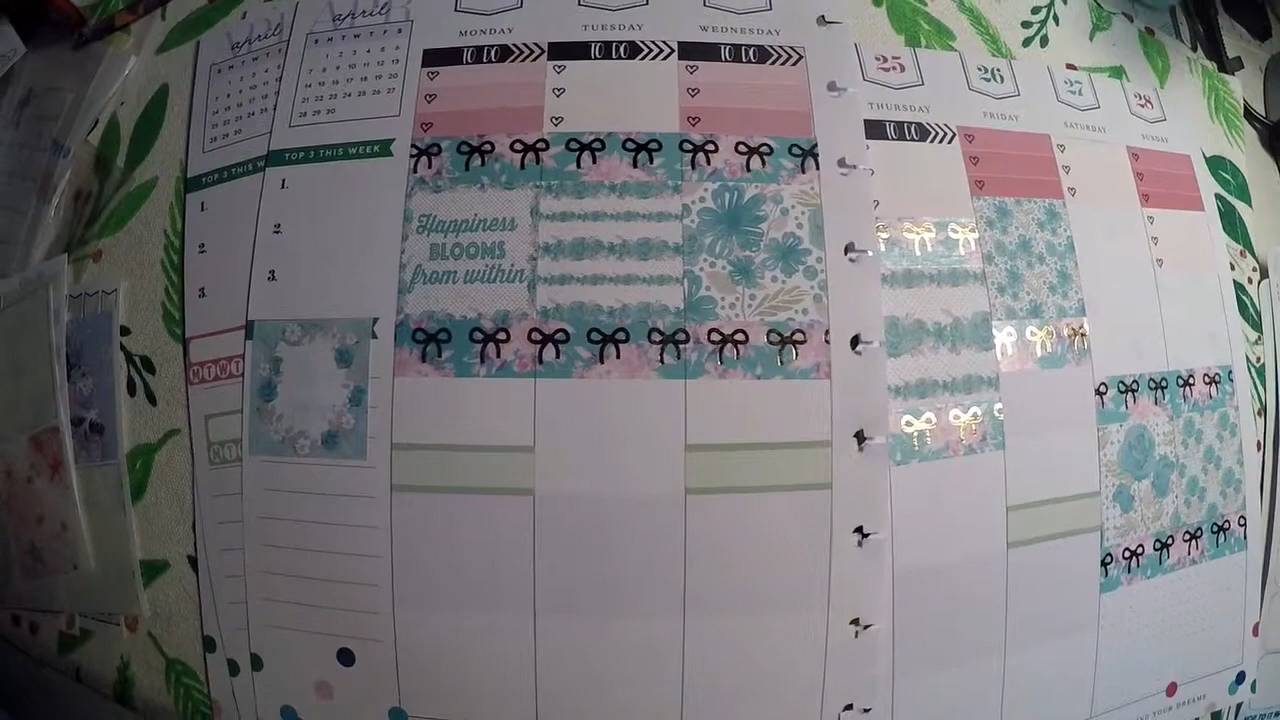 april
april
S M T W T F S
1 2 3 4 5 6
7 8 9 10 11 12 13
14 15 16 17 18 19 20
21 22 23 24 25 26 27
28 29 30
TOP 3 THIS W
TOP 3 THIS WEEK
1.
2.
3.
1.
2.
3.
M T W T
MONDAY
TUESDAY
WEDNESDAY
TO DO
TO DO
TO DO
Happiness
BLOOMS
from within
25
26
27
28
THURSDAY
FRIDAY
SATURDAY
SUNDAY
TO DO
YOUR DREAMS